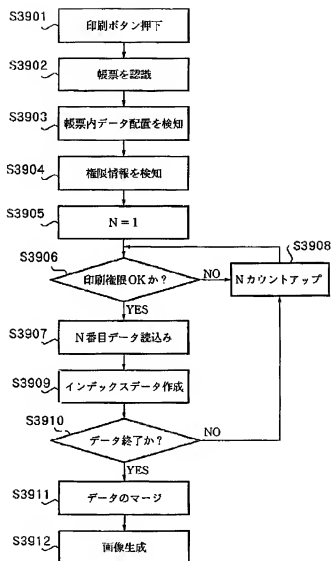 S3901
印刷ボタン押下
S3902
帳票を認識
S3903
帳票内データ配置を検知
S3904
権限情報を検知
S3905
N=1
S3908
Nカウントアップ
S3906
印刷権限OKか?
NO
YES
S3907
N番目データ読込み
S3909
インデックスデータ作成
S3910
データ終了か?
NO
YES
S3911
データのマージ
S3912
画像生成